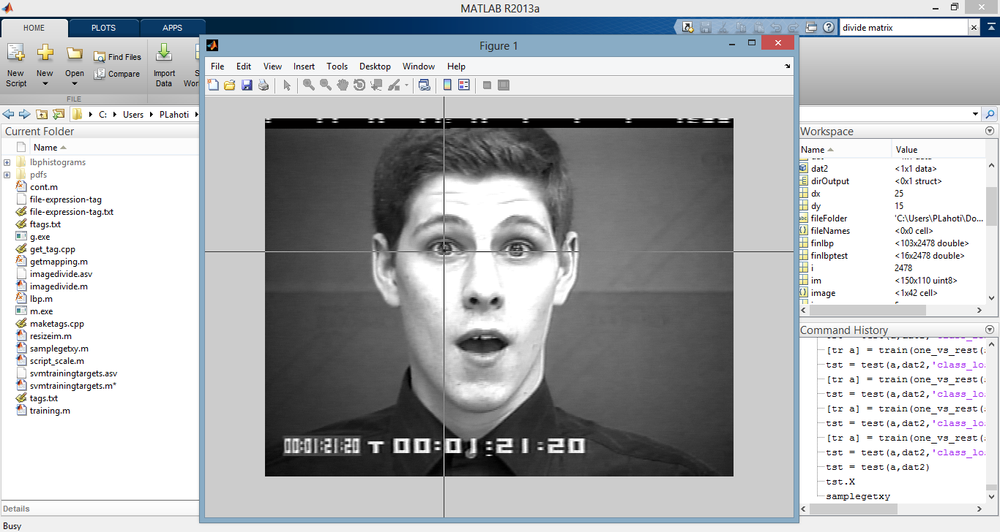 MATLAB R2013a
HOME PLOTS APPS
divide matrix
New Script
New
Open
Find Files
Compare
Import Data
FILE
C: Users PLahoti
Current Folder
Name
lbphistograms
pdfs
cont.m
file-expression-tag
file-expression-tag.txt
ftags.txt
g.exe
get_tag.cpp
getmapping.m
imagedivide.asv
imagedivide.m
lbp.m
m.exe
maketags.cpp
resizeim.m
samplegetxy.m
script_scale.m
svmtrainingtargets.asv
svmtrainingtargets.m*
tags.txt
training.m
Details
Busy
Figure 1
File Edit View Insert Tools Desktop Window Help
00:01:21:20 T 00:01:21:20
Workspace
Name Value
dat2 <1x1 data>
dirOutput <0x1 struct>
dx 25
dy 15
fileFolder 'C:\Users\PLahoti\Do...
fileNames <0x0 cell>
finlbp <103x2478 double>
finlbptest <16x2478 double>
i 2478
im <150x110 uint8>
image <1x42 cell>
Command History
[tr a] = train(one_vs_rest(
tst = test(a,dat2,'class_lo
[tr a] = train(one_vs_rest(
tst = test(a,dat2,'class_lo
[tr a] = train(one_vs_rest(
tst = test(a,dat2,'class_lo
[tr a] = train(one_vs_rest(
tst = test(a,dat2,'class_lo
tst = test(a,dat2)
tst.X
samplegetxy